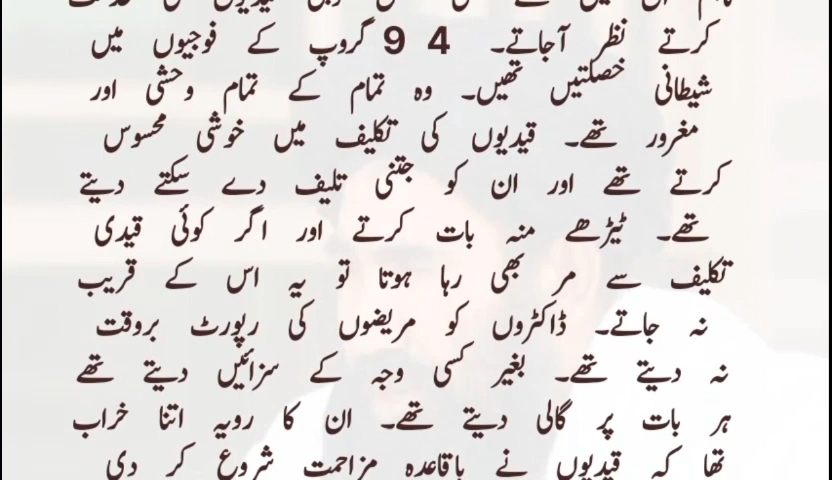 کرتے نظر آجاتے۔ 94 گروپ کے فوجیوں میں
شیطانی خصلتیں تھیں۔ وہ تمام کے تمام وحشی اور
مغرور تھے۔ قیدیوں کی تکلیف میں خوشی محسوس
کرتے تھے اور ان کو جتنی تلیف دے سکتے دیتے
تھے۔ ٹیڑھے منہ بات کرتے اور اگر کوئی قیدی
تکلیف سے مر بھی رہا ہوتا تو یہ اس کے قریب
نہ جاتے۔ ڈاکٹروں کو مریضوں کی رپورٹ بروقت
نہ دیتے تھے۔ بغیر کسی وجہ کے سزائیں دیتے تھے
ہر بات پر گالی دیتے تھے۔ ان کا رویہ اتنا خراب
تھا کہ قیدیوں نے باقاعدہ مزاحمت شروع کر دی